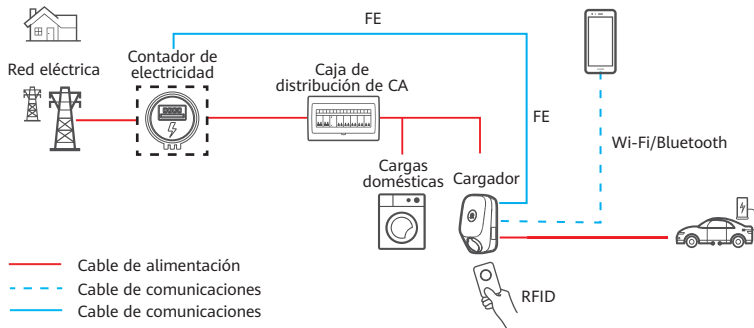 FE
Red eléctrica
Contador de
electricidad
Caja de
distribución de CA
FE
Wi-Fi/Bluetooth
Cargas
domésticas
Cargador
RFID
Cable de alimentación
Cable de comunicaciones
Cable de comunicaciones